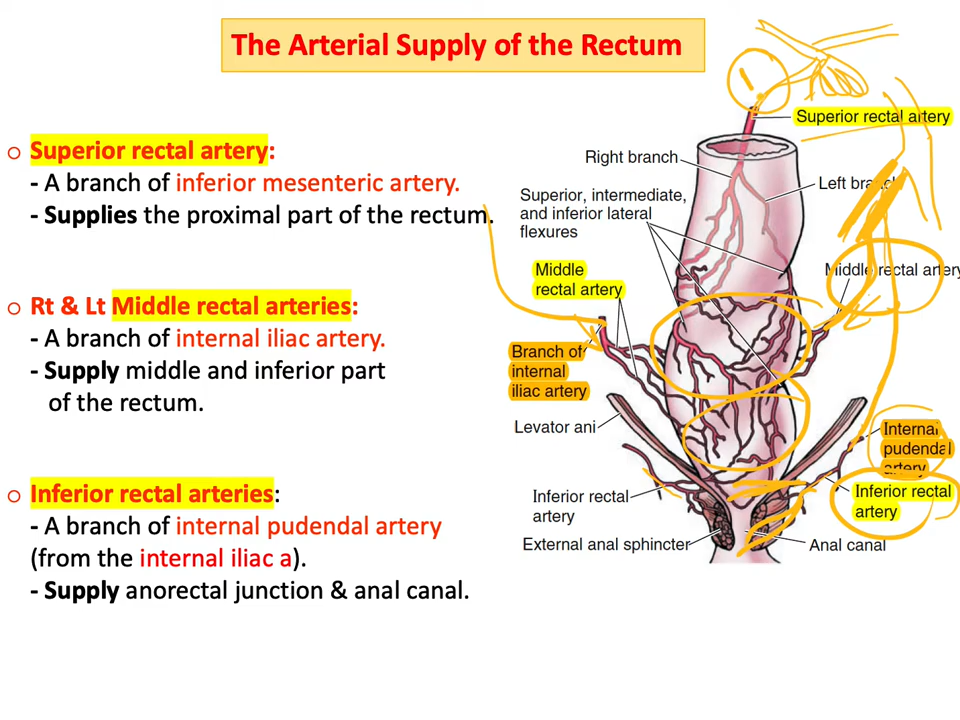 The Arterial Supply of the Rectum
o Superior rectal artery:
- A branch of inferior mesenteric artery.
- Supplies the proximal part of the rectum.
o Rt & Lt Middle rectal arteries:
- A branch of internal iliac artery.
- Supply middle and inferior part
of the rectum.
o Inferior rectal arteries:
- A branch of internal pudendal artery
(from the internal iliac a).
- Supply anorectal junction & anal canal.
1.
Superior rectal artery
Right branch
Left branch
Superior, intermediate,
and inferior lateral
flexures
Middle
rectal artery
Middle rectal artery
Branch of
internal
iliac artery
Levator ani
Internal
pudendal
artery
Inferior rectal
artery
Inferior rectal
artery
External anal sphincter
Anal canal